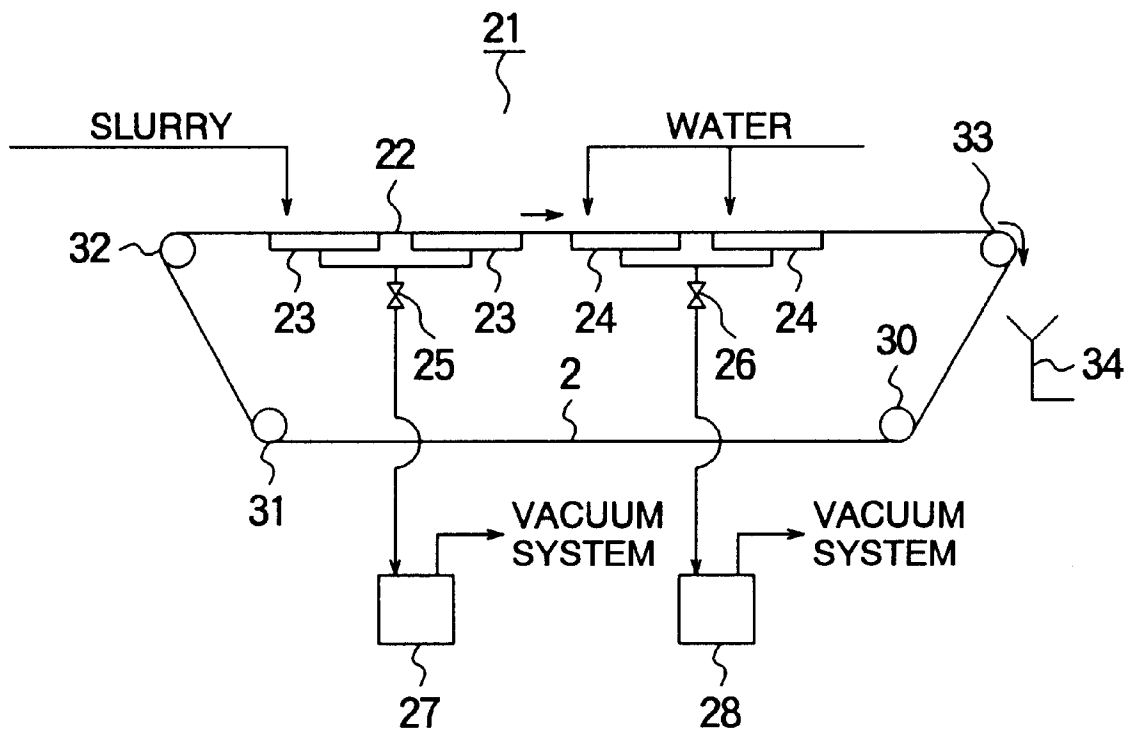 21
SLURRY
WATER
22
33
32
23
23
24
24
25
26
30
34
2
31
VACUUM
SYSTEM
VACUUM
SYSTEM
27
28